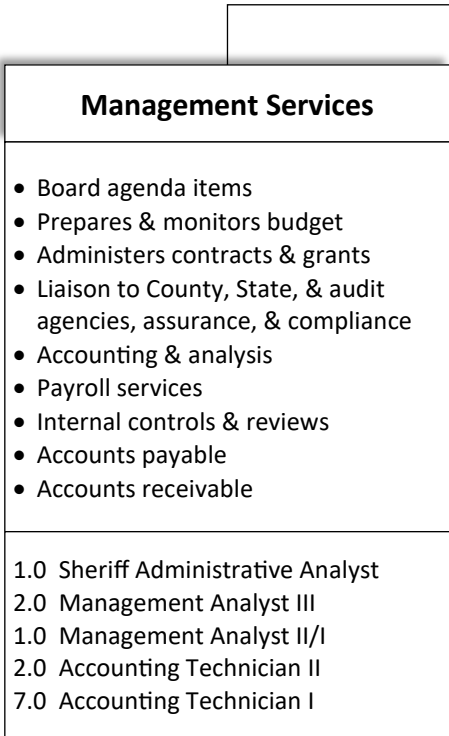 Management Services
• Board agenda items
• Prepares & monitors budget
• Administers contracts & grants
• Liaison to County, State, & audit
agencies, assurance, & compliance
• Accounting & analysis
• Payroll services
• Internal controls & reviews
• Accounts payable
• Accounts receivable
1.0 Sheriff Administrative Analyst
2.0 Management Analyst III
1.0 Management Analyst II/I
2.0 Accounting Technician II
7.0 Accounting Technician I